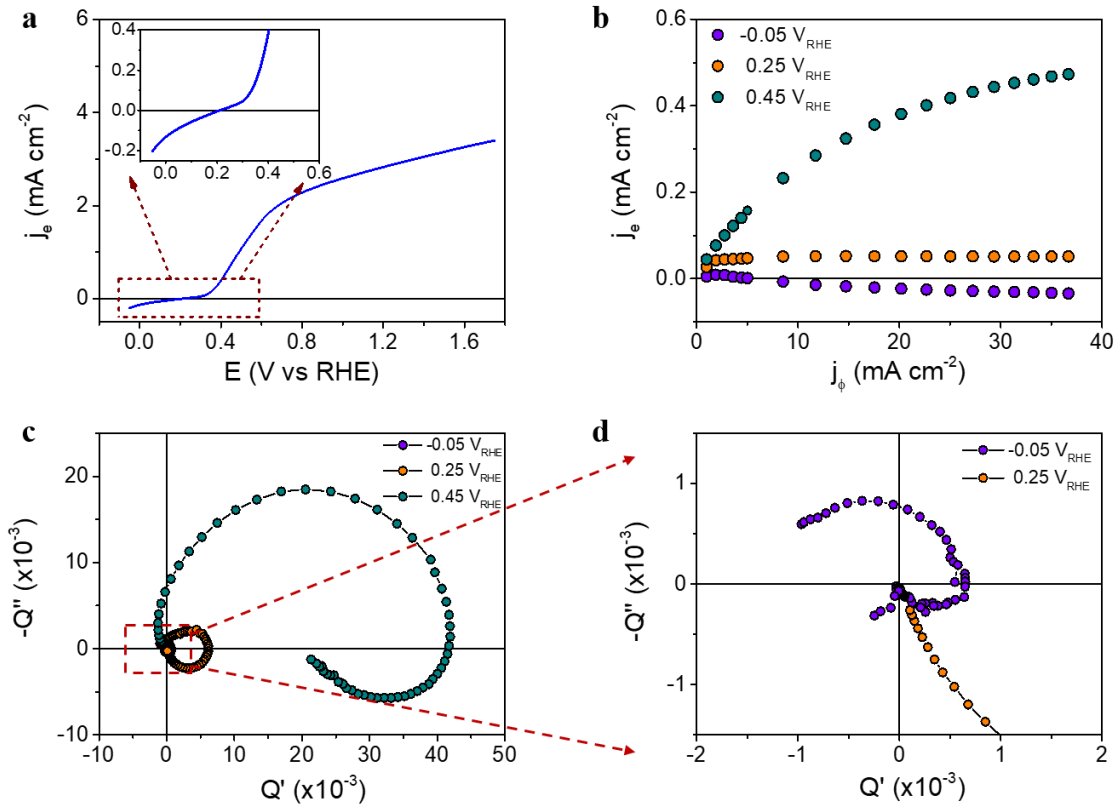 a
j_e (mA cm^-2)
6
4
2
0
0.0 0.4 0.8 1.2 1.6
E (V vs RHE)
0.4
0.2
0.0
-0.2
0.0 0.2 0.4 0.6
b
j_e (mA cm^-2)
0.6
0.4
0.2
0.0
0 10 20 30 40
j_ϕ (mA cm^-2)
-0.05 V_RHE
0.25 V_RHE
0.45 V_RHE
c
-Q'' (x10^-3)
20
10
0
-10
-10 0 10 20 30 40 50
Q' (x10^-3)
-0.05 V_RHE
0.25 V_RHE
0.45 V_RHE
d
-Q'' (x10^-3)
1
0
-1
-2 -1 0 1 2
Q' (x10^-3)
-0.05 V_RHE
0.25 V_RHE